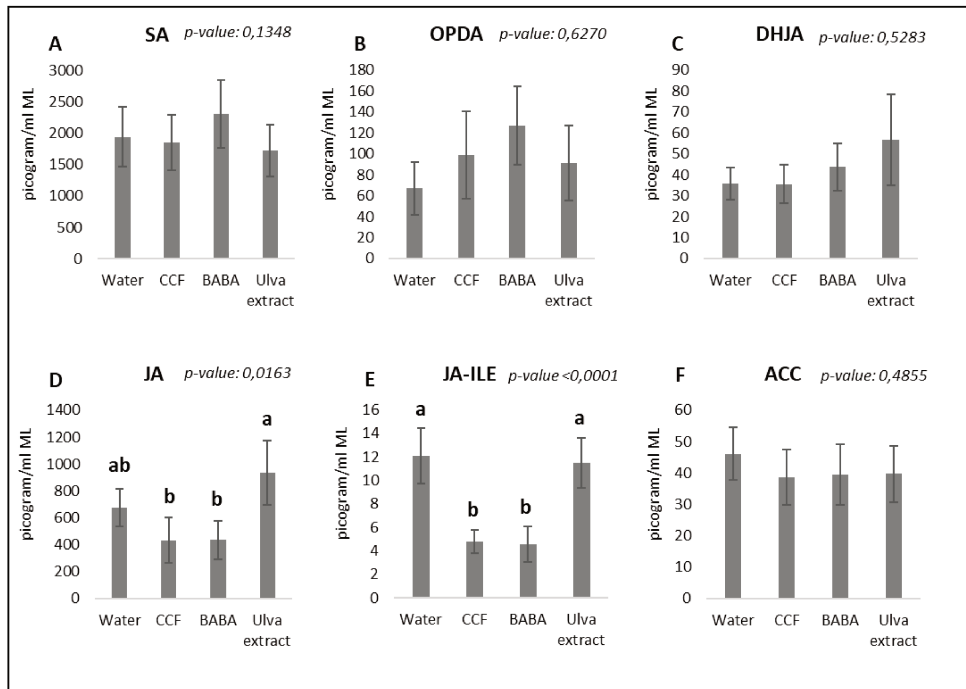 A SA p-value: 0,1348
picogram/ml ML
3000
2500
2000
1500
1000
500
0
Water CCF BABA Ulva
extract
B OPDA p-value: 0,6270
picogram/ml ML
180
160
140
120
100
80
60
40
20
0
Water CCF BABA Ulva
extract
C DHJA p-value: 0,5283
picogram/ml ML
90
80
70
60
50
40
30
20
10
0
Water CCF BABA Ulva
extract
D JA p-value: 0,0163
picogram/ml ML
1400
1200
1000
800
600
400
200
0
ab b b a
Water CCF BABA Ulva
extract
E JA-ILE p-value <0,0001
picogram/ml ML
16
14
12
10
8
6
4
2
0
a b b a
Water CCF BABA Ulva
extract
F ACC p-value: 0,4855
picogram/ml ML
60
50
40
30
20
10
0
Water CCF BABA Ulva
extract